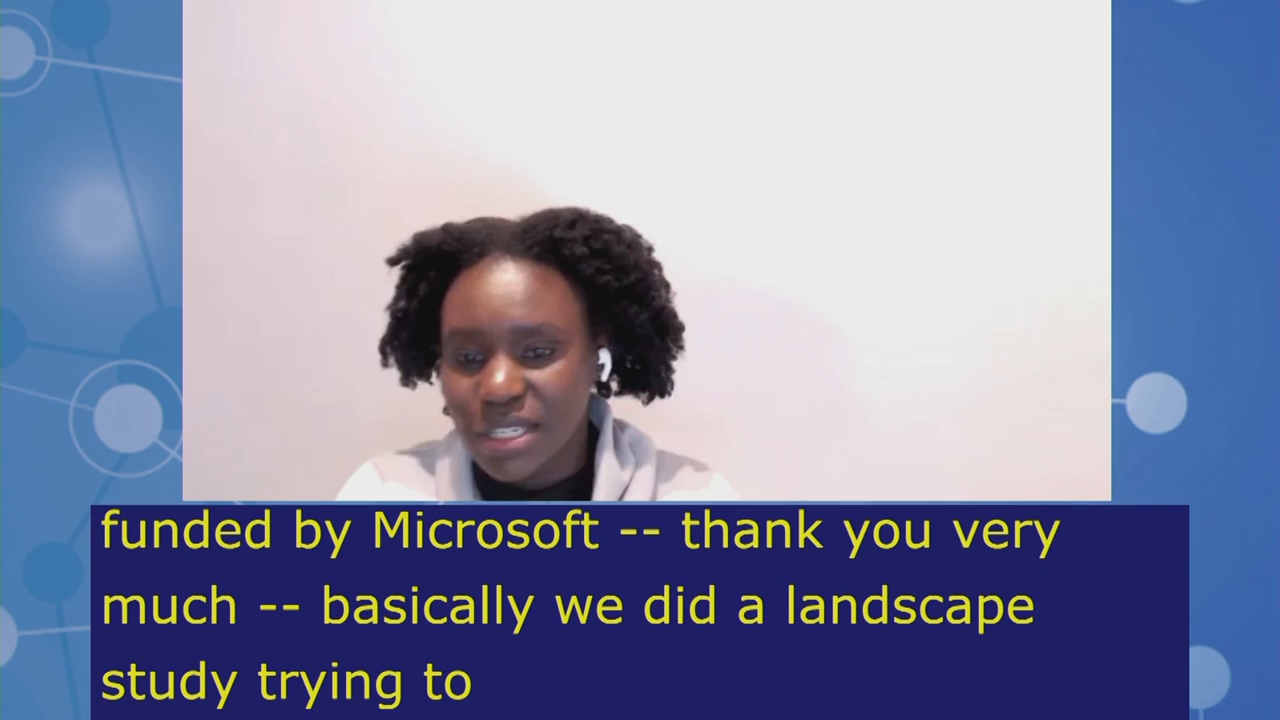 funded by Microsoft -- thank you very
much -- basically we did a landscape
study trying to